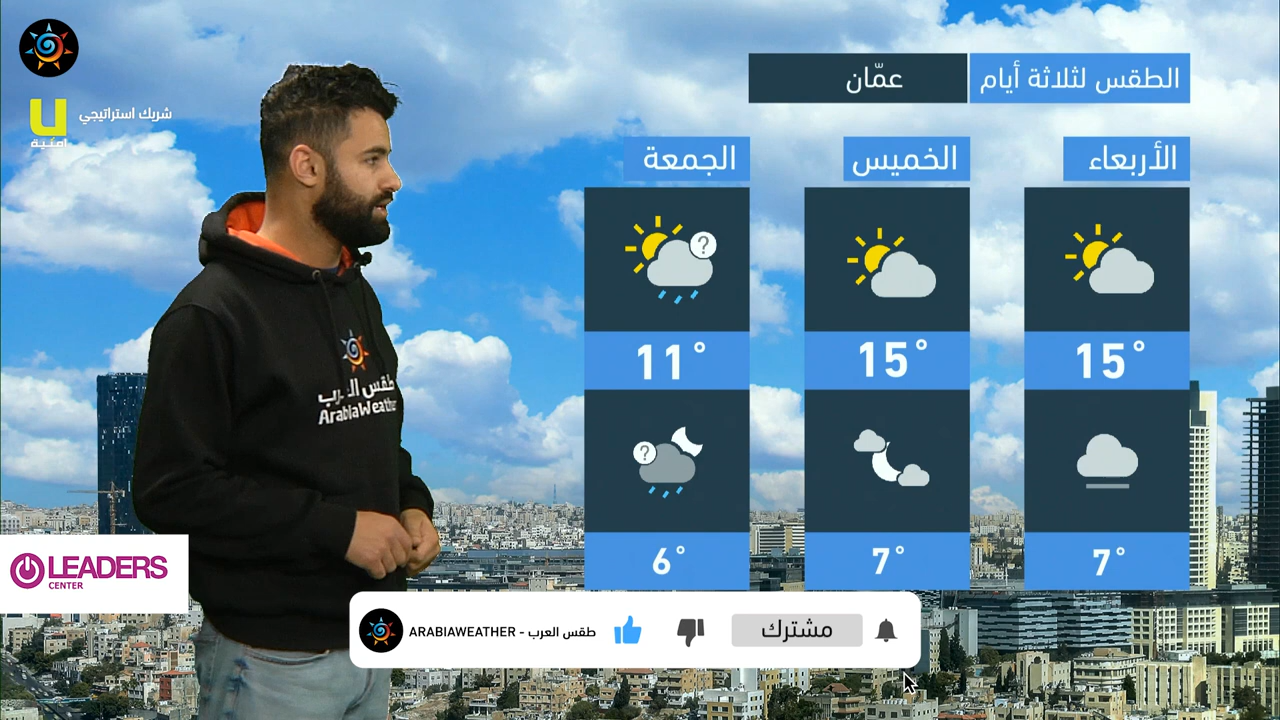 الطقس لثلاثة أيام
عمّان
شريك استراتيجي
U
أمنية
الأربعاء
الخميس
الجمعة
?
15°
15°
11°
?
7°
7°
6°
طقس العرب
ArabiaWeather
LEADERS
CENTER
ARABIAWEATHER - طقس العرب
مشترك